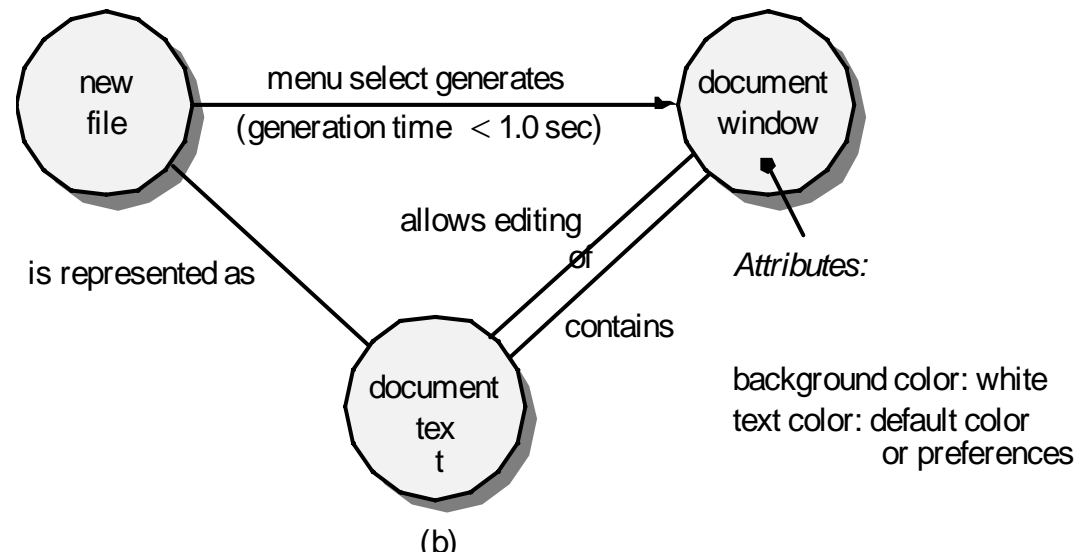 new
file
menu select generates
(generation time < 1.0 sec)
document
window
allows editing
of
is represented as
Attributes:
contains
document
tex
t
background color: white
text color: default color
or preferences
(b)